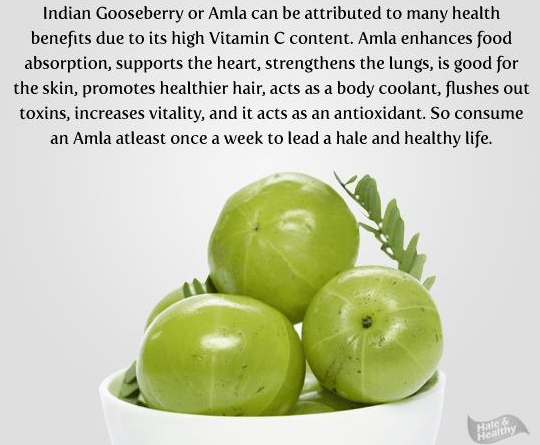 Indian Gooseberry or Amla can be attributed to many health
benefits due to its high Vitamin C content. Amla enhances food
absorption, supports the heart, strengthens the lungs, is good for
the skin, promotes healthier hair, acts as a body coolant, flushes out
toxins, increases vitality, and it acts as an antioxidant. So consume
an Amla atleast once a week to lead a hale and healthy life.
Hale &
Healthy